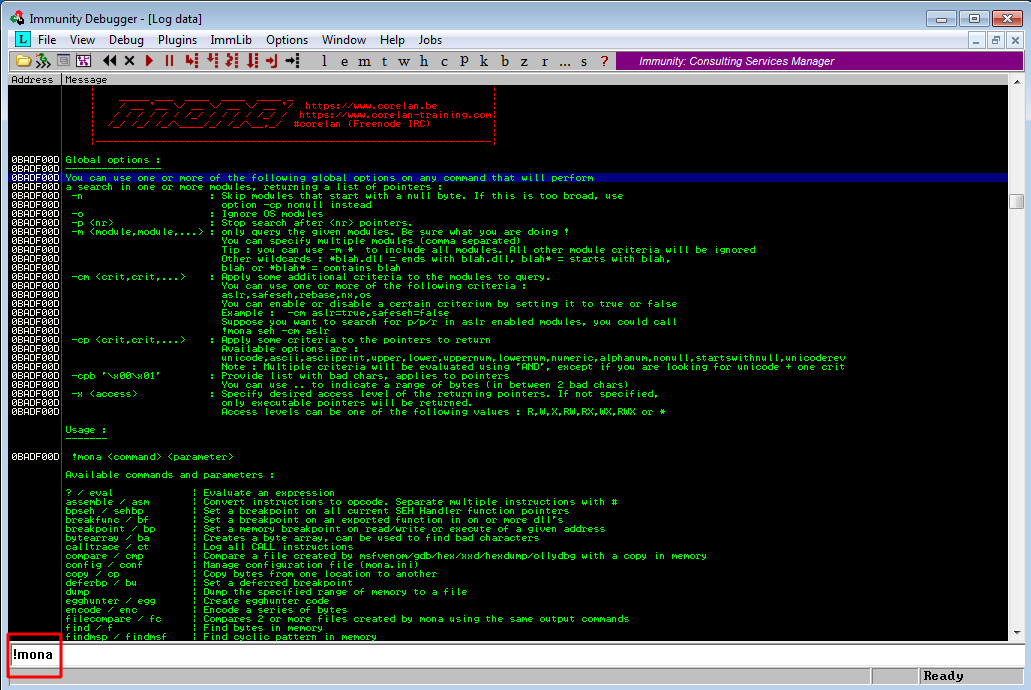 Immunity Debugger - [Log data]
L File View Debug Plugins ImmLib Options Window Help Jobs
l e m t w h c P k b z r ... s ? Immunity: Consulting Services Manager
Address Message
https://www.corelan.be
https://www.corelan-training.com
#corelan (Freenode IRC)
0BADF00D Global options :
0BADF00D ----------------
0BADF00D You can use one or more of the following global options on any command that will perform
0BADF00D a search in one or more modules, returning a list of pointers :
0BADF00D -n : Skip modules that start with a null byte. If this is too broad, use
0BADF00D option -cp nonull instead
0BADF00D -o : Ignore OS modules
0BADF00D -p <nr> : Stop search after <nr> pointers.
0BADF00D -m <module,module,...> : only query the given modules. Be sure what you are doing !
0BADF00D You can specify multiple modules (comma separated)
0BADF00D Tip : you can use -m * to include all modules. All other module criteria will be ignored
0BADF00D Other wildcards : *blah.dll = ends with blah.dll, blah* = starts with blah,
0BADF00D blah or *blah* = contains blah
0BADF00D -cm <crit,crit,...> : Apply some additional criteria to the modules to query.
0BADF00D You can use one or more of the following criteria :
0BADF00D aslr,safeseh,rebase,nx,os
0BADF00D You can enable or disable a certain criterium by setting it to true or false
0BADF00D Example : -cm aslr=true,safeseh=false
0BADF00D Suppose you want to search for p/p/r in aslr enabled modules, you could call
0BADF00D !mona seh -cm aslr
0BADF00D -cp <crit,crit,...> : Apply some criteria to the pointers to return
0BADF00D Available options are :
0BADF00D unicode,ascii,asciiprint,upper,lower,uppernum,lowernum,numeric,alphanum,nonull,startswithnull,unicoderev
0BADF00D Note : Multiple criteria will be evaluated using 'AND', except if you are looking for unicode + one crit
0BADF00D -cpb '\x00\x01' : Provide list with bad chars, applies to pointers
0BADF00D You can use .. to indicate a range of bytes (in between 2 bad chars)
0BADF00D -x <access> : Specify desired access level of the returning pointers. If not specified,
0BADF00D only executable pointers will be returned.
0BADF00D Access levels can be one of the following values : R,W,X,RW,RX,WX,RWX or *
Usage :
-------
0BADF00D !mona <command> <parameter>
Available commands and parameters :
? / eval | Evaluate an expression
assemble / asm | Convert instructions to opcode. Separate multiple instructions with #
bpseh / sehbp | Set a breakpoint on all current SEH Handler function pointers
breakfunc / bf | Set a breakpoint on an exported function in on or more dll's
breakpoint / bp | Set a memory breakpoint on read/write or execute of a given address
bytearray / ba | Creates a byte array, can be used to find bad characters
calltrace / ct | Log all CALL instructions
compare / cmp | Compare a file created by msfvenom/gdb/hex/xxd/hexdump/ollydbg with a copy in memory
config / conf | Manage configuration file (mona.ini)
copy / cp | Copy bytes from one location to another
deferbp / bu | Set a deferred breakpoint
dump | Dump the specified range of memory to a file
egghunter / egg | Create egghunter code
encode / enc | Encode a series of bytes
filecompare / fc | Compares 2 or more files created by mona using the same output commands
find / f | Find bytes in memory
findmsp / findmsf | Find cyclic pattern in memory
!mona
Ready